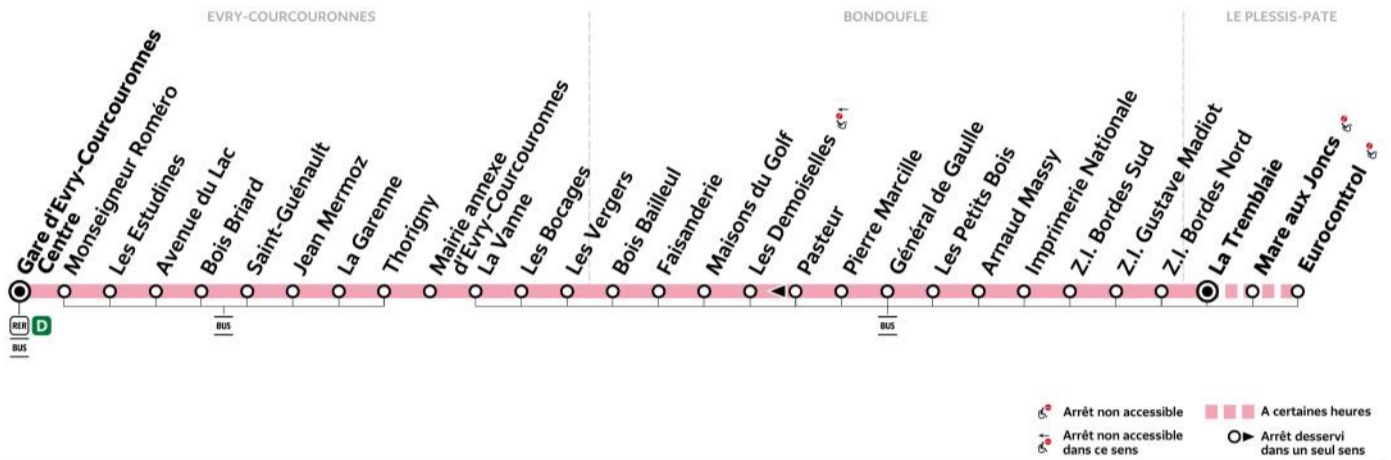 EVRY-COURCOURONNES
BONDOUFLE
LE PLESSIS-PATE
Gare d'Evry-Courcouronnes
Centre
Monseigneur Roméro
Les Estudines
Avenue du Lac
Bois Briard
Saint-Guénault
Jean Mermoz
La Garenne
Thorigny
Mairie annexe
d'Evry-Courcouronnes
La Vanne
Les Bocages
Les Vergers
Bois Bailleul
Faisanderie
Maisons du Golf
Les Demoiselles
Pasteur
Pierre Marcille
Général de Gaulle
Les Petits Bois
Arnaud Massy
Imprimerie Nationale
Z.I. Bordes Sud
Z.I. Gustave Madiot
Z.I. Bordes Nord
La Tremblaie
Mare aux Joncs
Eurocontrol
RER D
BUS
BUS
BUS
Arrêt non accessible
A certaines heures
Arrêt non accessible
dans ce sens
Arrêt desservi
dans un seul sens